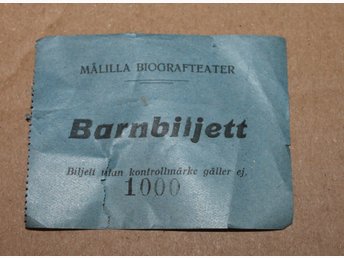 MÅLILLA BIOGRAFTEATER
Barnbiljett
Biljett utan kontrollmärke gäller ej.
1000